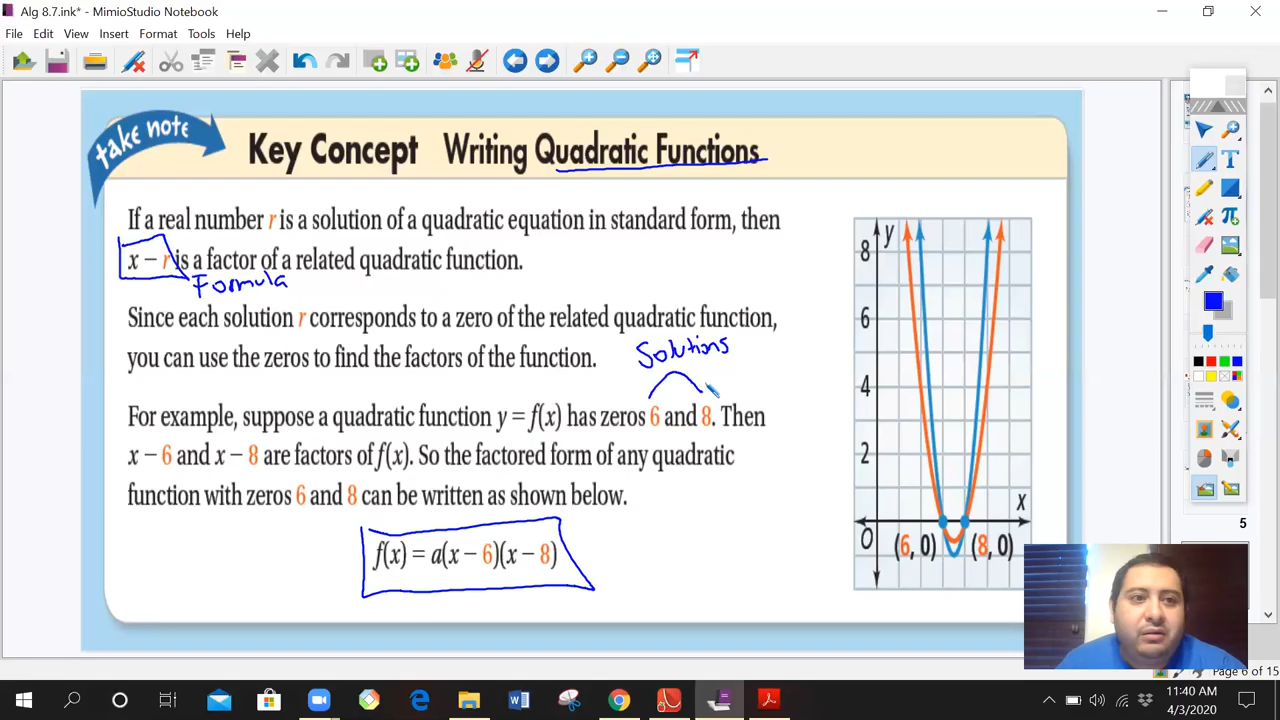 Alg 8.7.ink* - MimioStudio Notebook
File Edit View Insert Format Tools Help
take note
Key Concept Writing Quadratic Functions
If a real number r is a solution of a quadratic equation in standard form, then
x − r is a factor of a related quadratic function.
Formula
Since each solution r corresponds to a zero of the related quadratic function,
you can use the zeros to find the factors of the function.
Solutions
For example, suppose a quadratic function y = f(x) has zeros 6 and 8. Then
x − 6 and x − 8 are factors of f(x). So the factored form of any quadratic
function with zeros 6 and 8 can be written as shown below.
f(x) = a(x − 6)(x − 8)
y
8
6
4
2
x
O
(6, 0) (8, 0)
5
Page 6 of 15
11:40 AM
4/3/2020